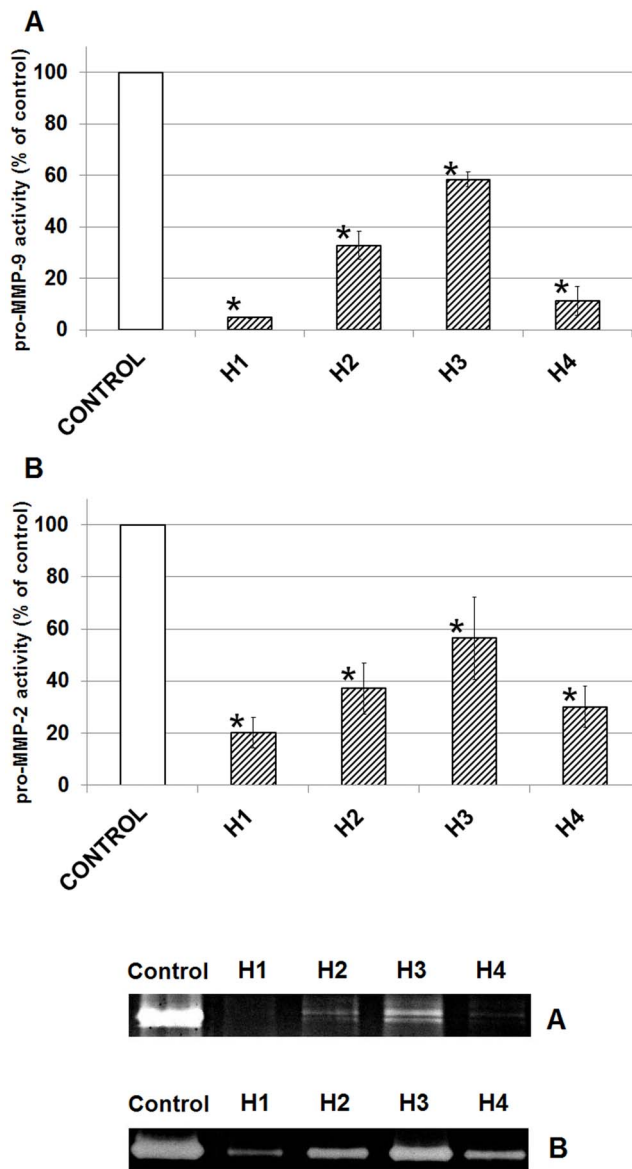 A
pro-MMP-9 activity (% of control)
100
80
60
40
20
0
*
*
*
*
CONTROL
H1
H2
H3
H4
B
pro-MMP-2 activity (% of control)
100
80
60
40
20
0
*
*
*
*
CONTROL
H1
H2
H3
H4
Control H1 H2 H3 H4
A
Control H1 H2 H3 H4
B